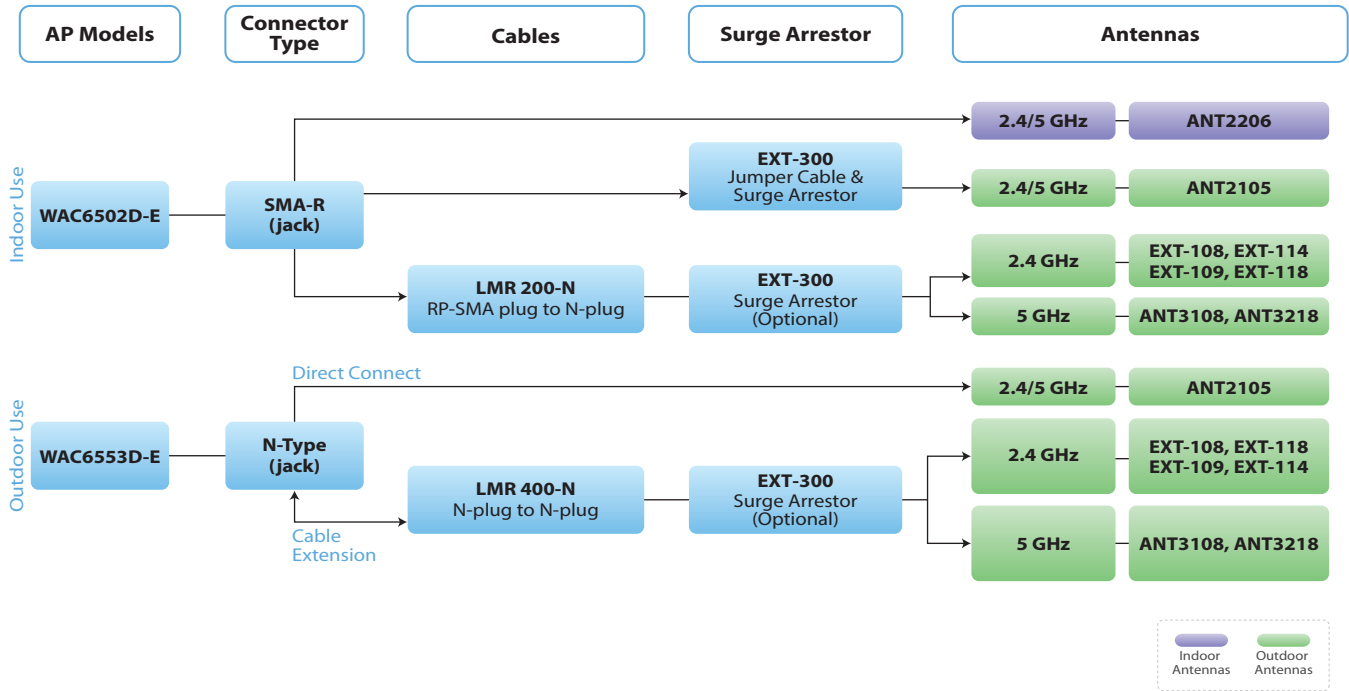 AP Models
Connector
Type
Cables
Surge Arrestor
Antennas
Indoor Use
WAC6502D-E
SMA-R
(jack)
2.4/5 GHz
ANT2206
EXT-300
Jumper Cable &
Surge Arrestor
2.4/5 GHz
ANT2105
LMR 200-N
RP-SMA plug to N-plug
EXT-300
Surge Arrestor
(Optional)
2.4 GHz
EXT-108, EXT-114
EXT-109, EXT-118
5 GHz
ANT3108, ANT3218
Outdoor Use
WAC6553D-E
N-Type
(jack)
Direct Connect
2.4/5 GHz
ANT2105
Cable
Extension
LMR 400-N
N-plug to N-plug
EXT-300
Surge Arrestor
(Optional)
2.4 GHz
EXT-108, EXT-118
EXT-109, EXT-114
5 GHz
ANT3108, ANT3218
Indoor
Antennas
Outdoor
Antennas